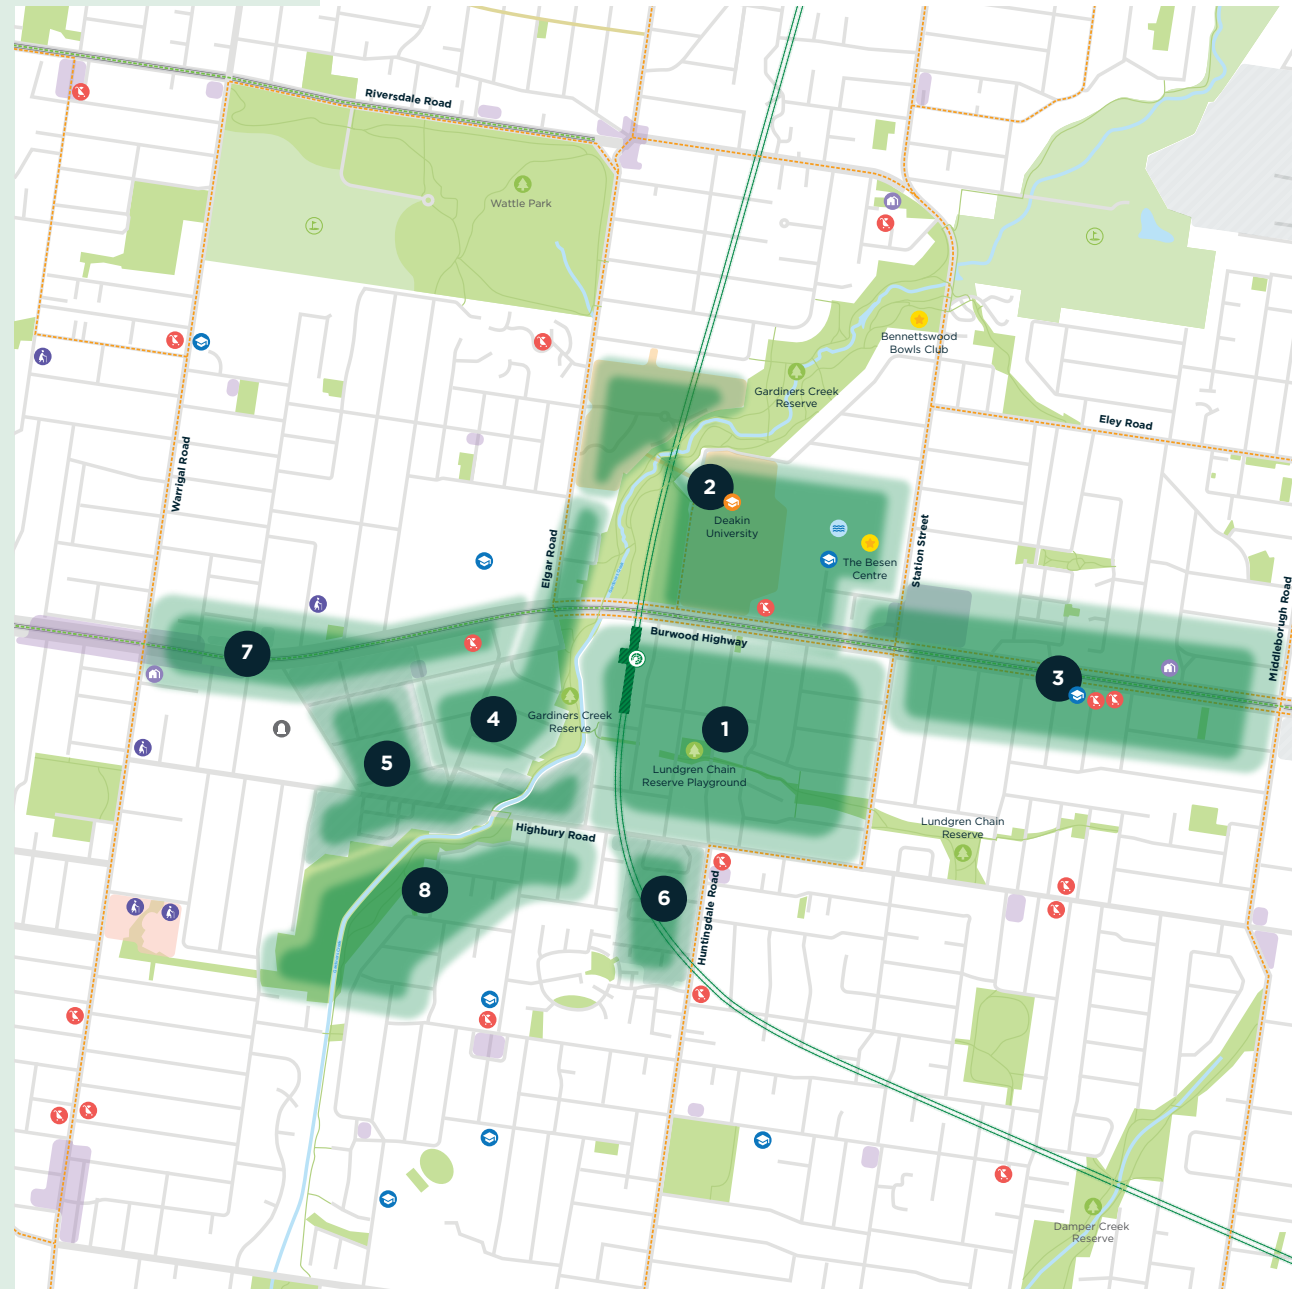 Riversdale Road
Wattle Park
Bennettswood
Bowls Club
Gardiners Creek
Reserve
Eley Road
Warrigal Road
2
Deakin
University
Elgar Road
Station Street
The Besen
Centre
Middleborough Road
Burwood Highway
7
3
4
Gardiners Creek
Reserve
1
5
Lundgren Chain
Reserve Playground
Highbury Road
Lundgren Chain
Reserve
8
6
Huntingdale Road
Damper Creek
Reserve